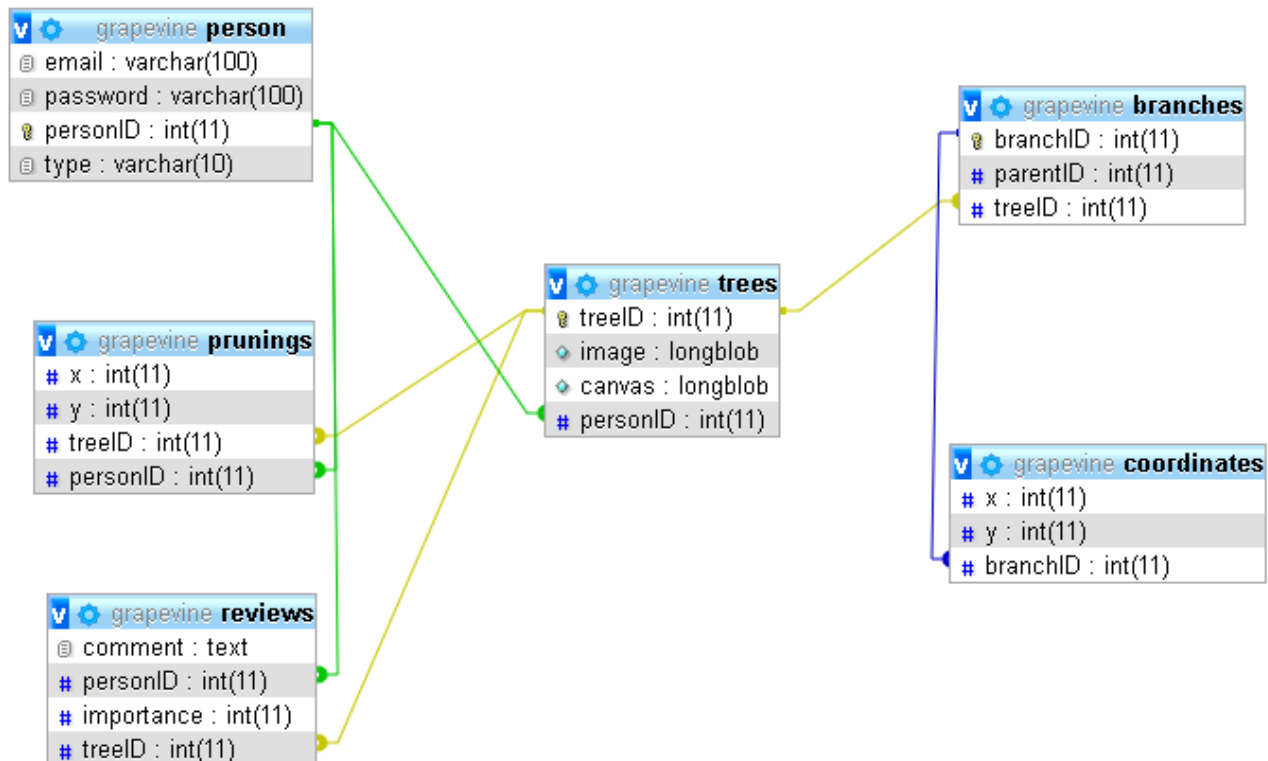 v grapevine person
email : varchar(100)
password : varchar(100)
personID : int(11)
type : varchar(10)
v grapevine branches
branchID : int(11)
# parentID : int(11)
# treeID : int(11)
v grapevine trees
treeID : int(11)
image : longblob
canvas : longblob
# personID : int(11)
v grapevine prunings
# x : int(11)
# y : int(11)
# treeID : int(11)
# personID : int(11)
v grapevine coordinates
# x : int(11)
# y : int(11)
# branchID : int(11)
v grapevine reviews
comment : text
# personID : int(11)
# importance : int(11)
# treeID : int(11)